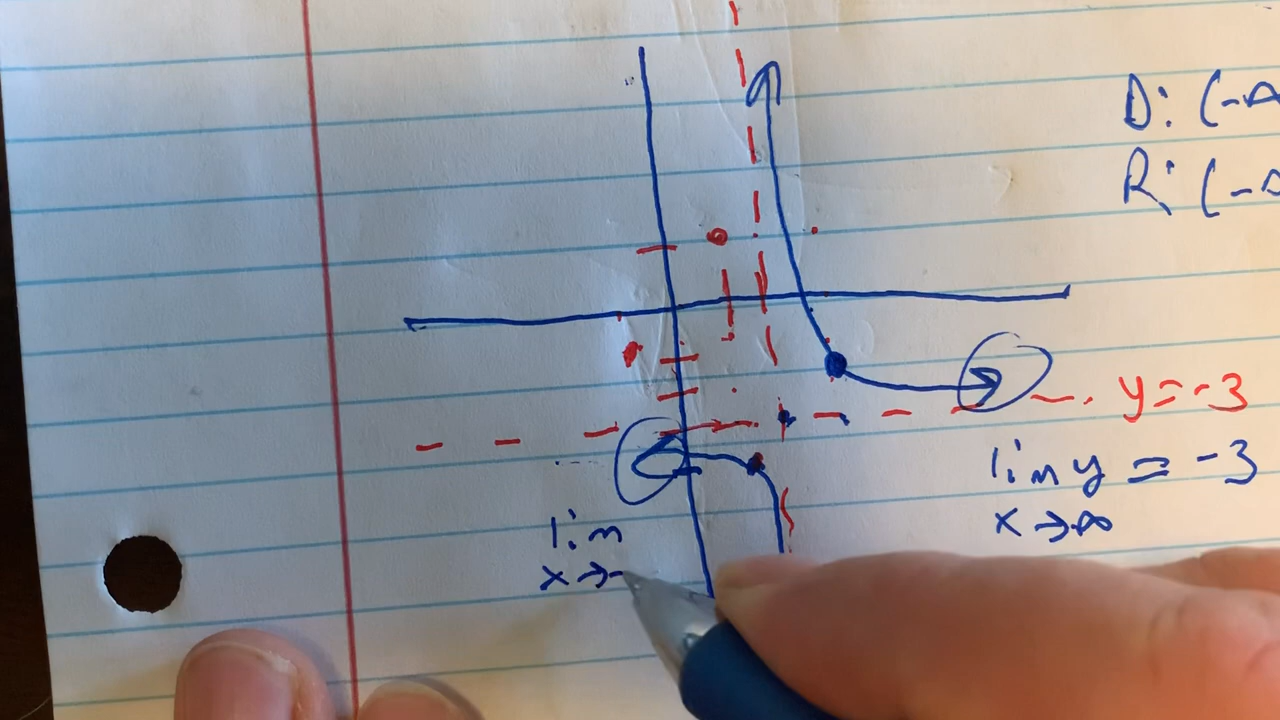 D: (-∞
R: (-∞
y=-3
lim y = -3
x→∞
lim
x→-